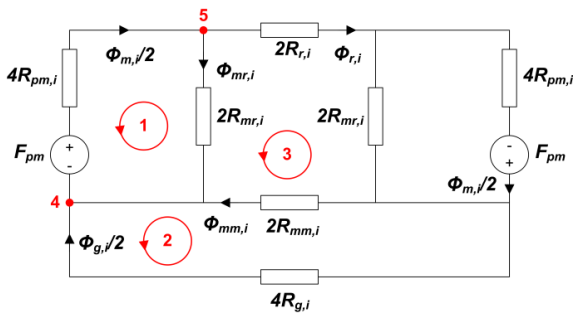 5
Φm,i/2
2Rr,i
Φr,i
4Rpm,i
Φmr,i
4Rpm,i
1
2Rmr,i
2Rmr,i
+
-
Fpm
3
-
+
Fpm
4
Φm,i/2
Φg,i/2
2
Φmm,i
2Rmm,i
4Rg,i